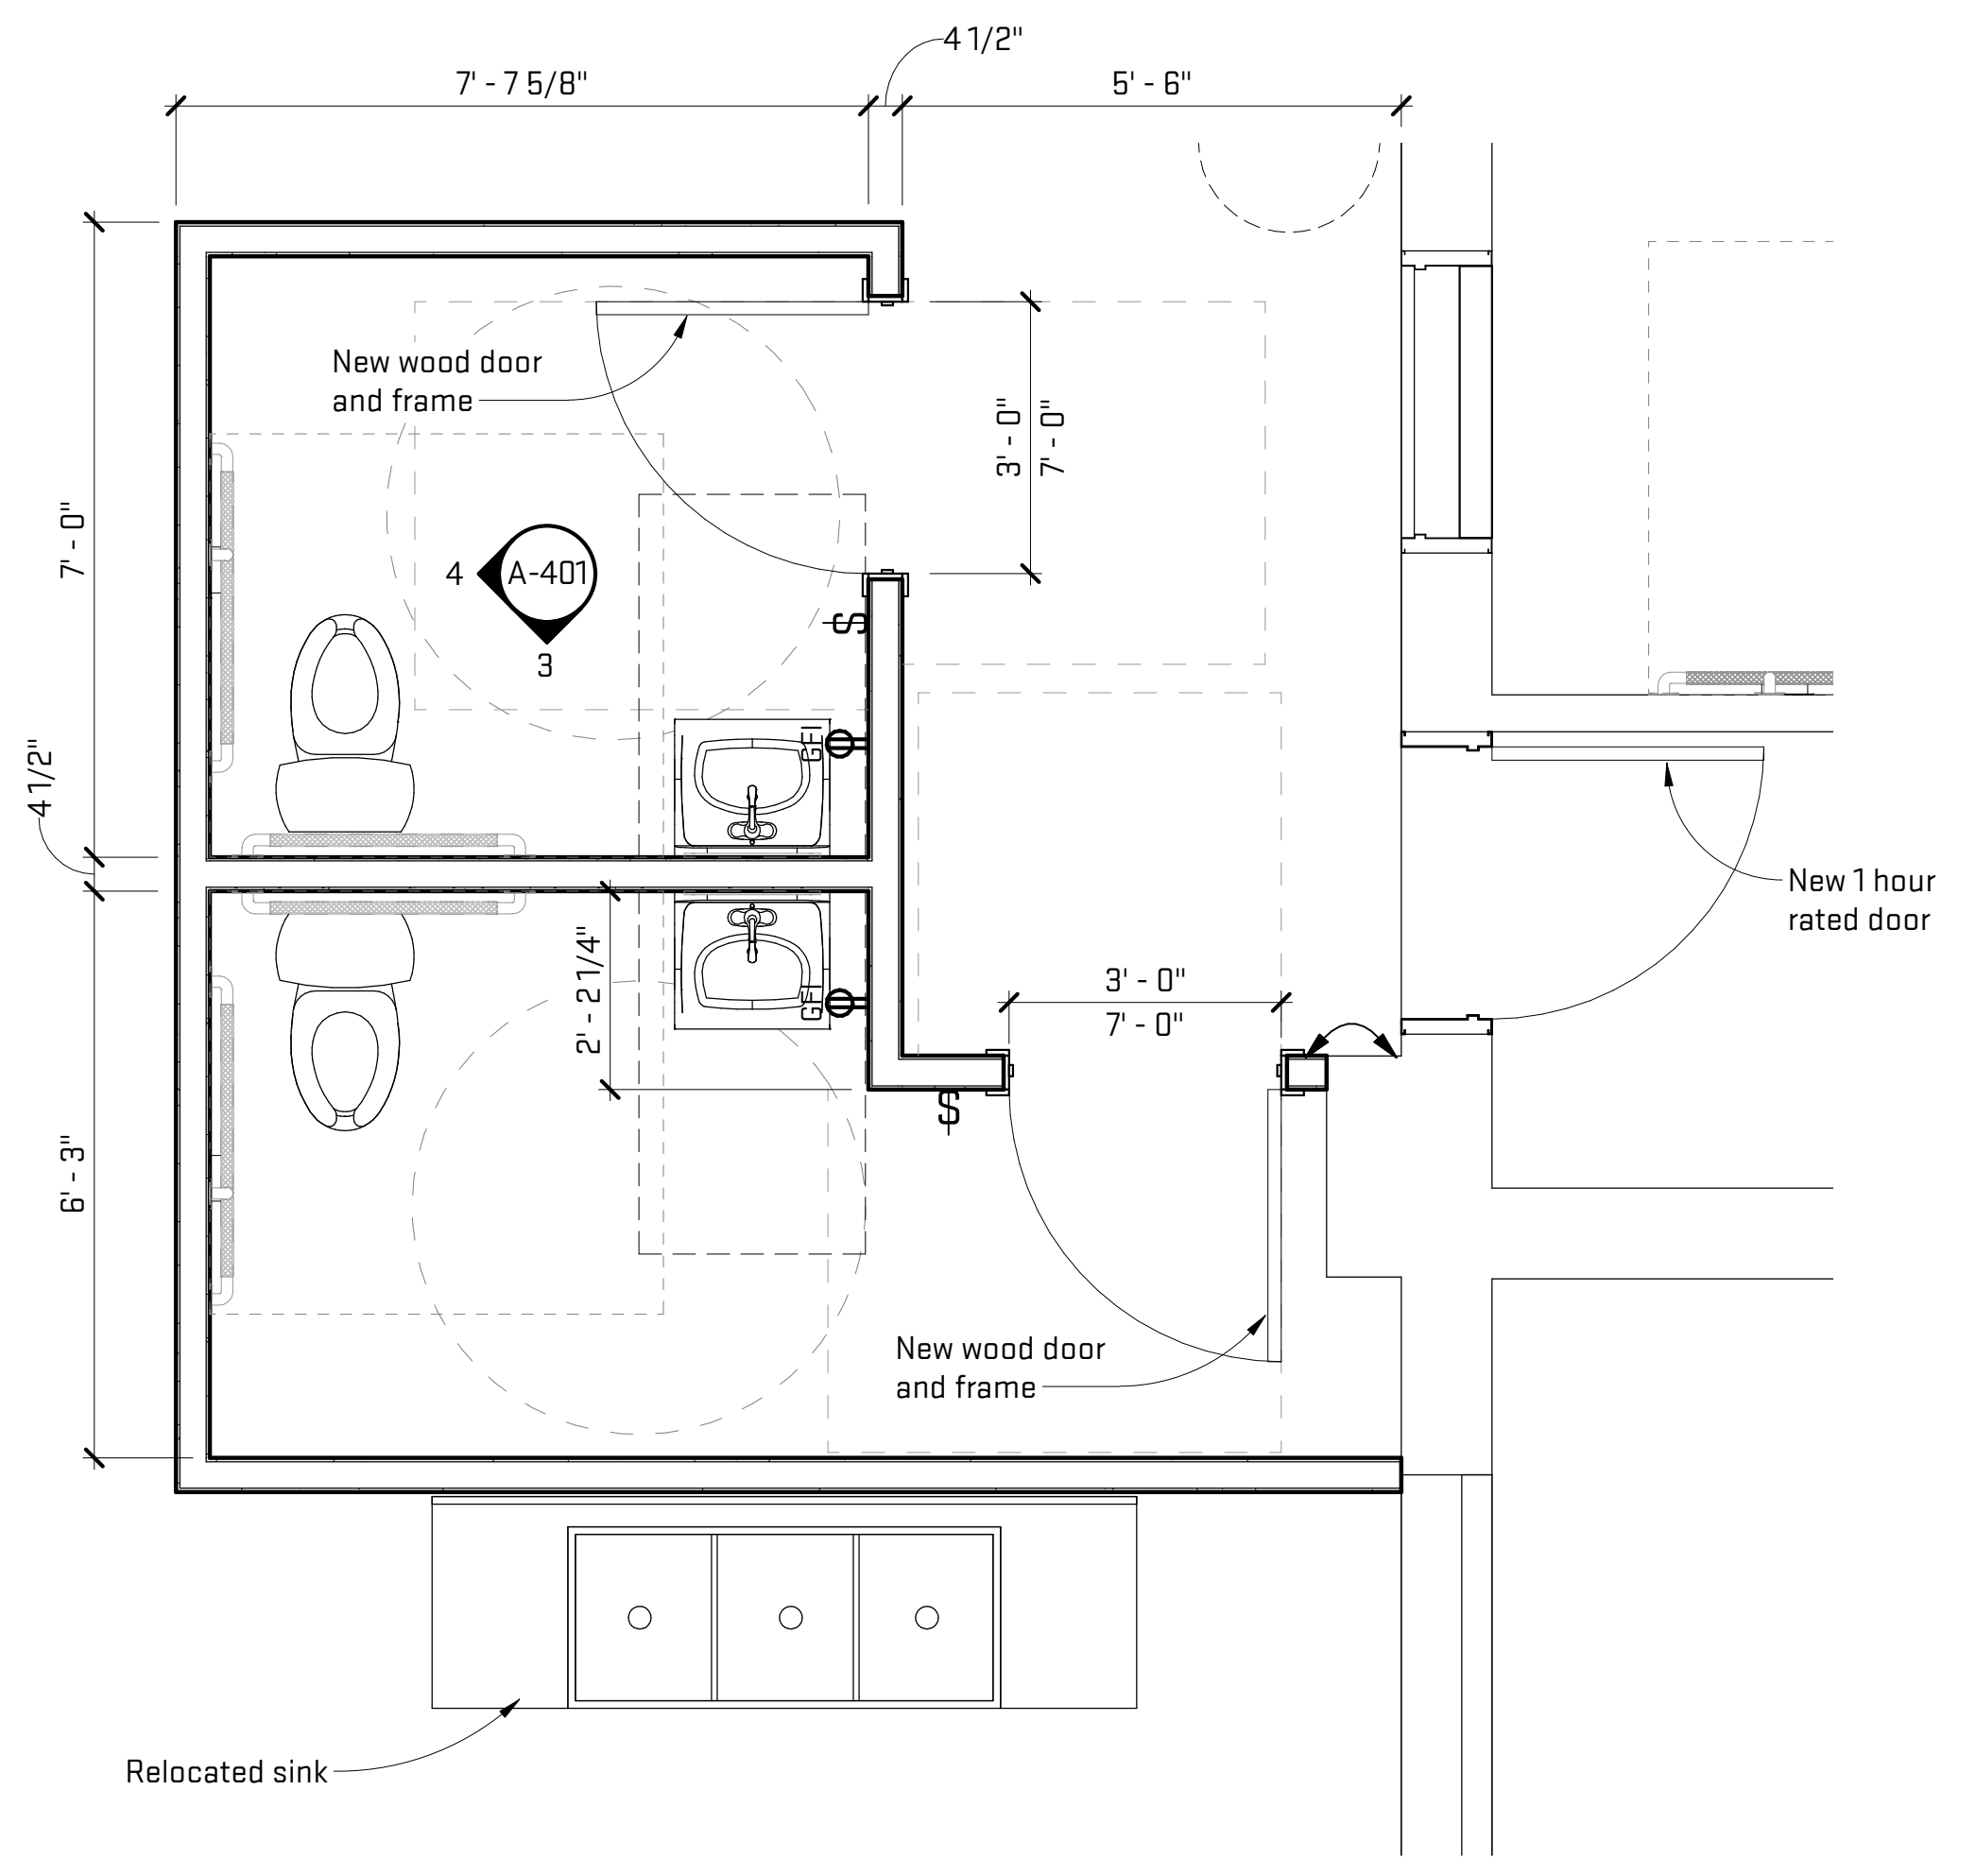 4 1/2"
7' - 7 5/8"
5' - 6"
New wood door
and frame
3' - 0"
7' - 0"
7' - 0"
4
A-401
3
S
GFI
4 1/2"
New 1 hour
rated door
2' - 2 1/4"
GFI
3' - 0"
7' - 0"
S
6' - 3"
New wood door
and frame
Relocated sink